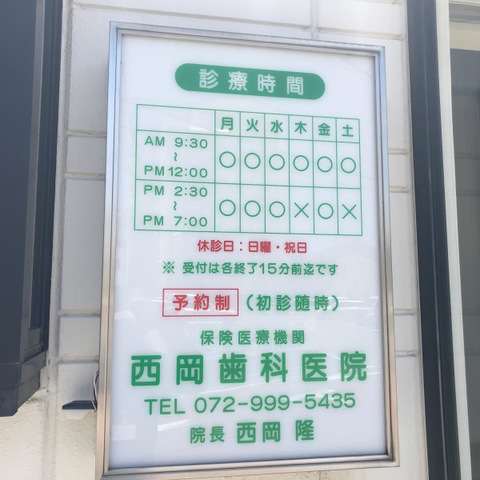 診療時間
月 火 水 木 金 土
AM 9:30 〜 PM 12:00 ○ ○ ○ ○ ○ ○
PM 2:30 〜 PM 7:00 ○ ○ ○ × ○ ×
休診日：日曜・祝日
※ 受付は各終了15分前迄です
予約制（初診随時）
保険医療機関
西岡歯科医院
TEL 072-999-5435
院長 西岡 隆